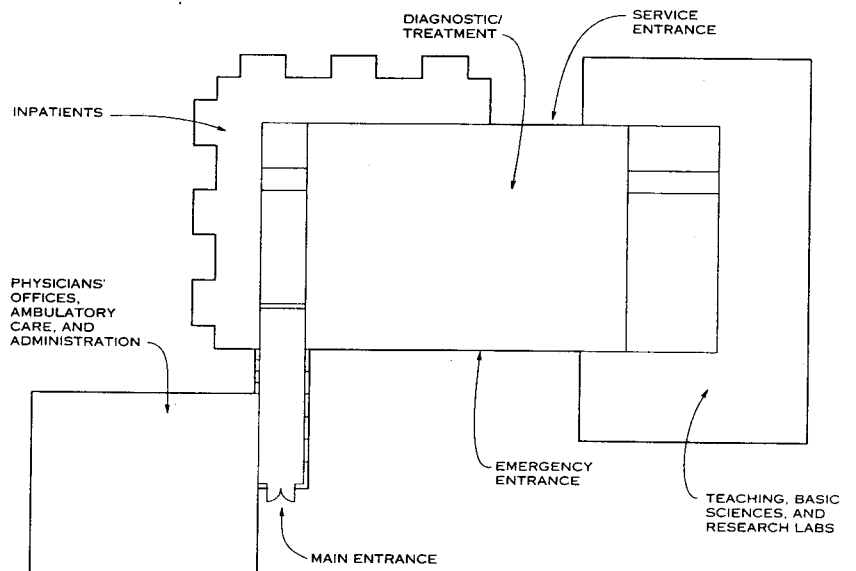 DIAGNOSTIC/
TREATMENT
SERVICE
ENTRANCE
INPATIENTS
PHYSICIANS'
OFFICES,
AMBULATORY
CARE, AND
ADMINISTRATION
EMERGENCY
ENTRANCE
TEACHING, BASIC
SCIENCES, AND
RESEARCH LABS
MAIN ENTRANCE